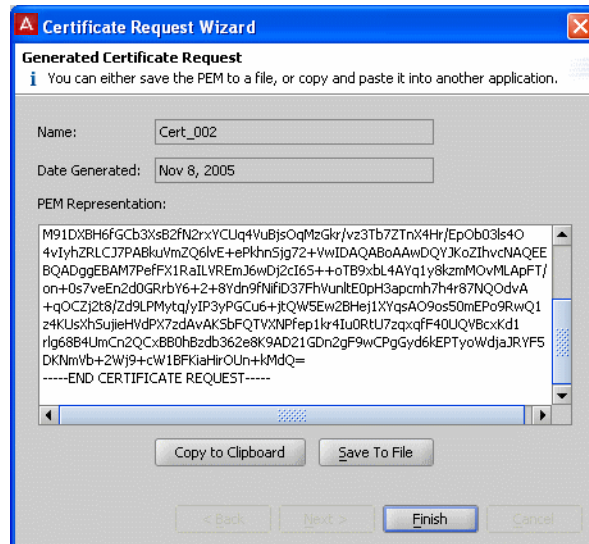 A Certificate Request Wizard
Generated Certificate Request
i You can either save the PEM to a file, or copy and paste it into another application.
Name: Cert_002
Date Generated: Nov 8, 2005
PEM Representation:
M91DXBH6fGCb3XsB2fN2rxYCUq4VuBjsOqMzGkr/vz3Tb7ZTnX4Hr/EpOb03ls4O
4vIyhZRLCJ7PABkuVmZQ6lvE+ePkhnSjg72+VwIDAQABoAAwDQYJKoZIhvcNAQEE
BQADggEBAM7PefFX1RaILVREmJ6wDj2cI6S++oTB9xbL4AYq1y8kzmMOvMLApFT/
on+0s7veEn2d0GRrbY6+2+8Ydn9fNifiD37FhVunltE0pH3apcmh7h4r87NQOdvA
+qOCZj2t8/Zd9LPMytq/yIP3yPGCu6+jtQW5Ew2BHej1XYqsAO9os50mEPo9RwQ1
z4KUsXhSujieHVdPX7zdAvAKSbFQTVXNPfep1kr4Iu0RtU7zqxqfF40UQVBcxKd1
rlg68B4UmCn2QCxBB0hBzdb362e8K9AD21GDn2gF9wCPgGyd6kEPTyoWdjaJRYF5
DKNmVb+2Wj9+cW1BFKiaHirOUn+kMdQ=
-----END CERTIFICATE REQUEST-----
Copy to Clipboard Save To File
< Back Next > Finish Cancel